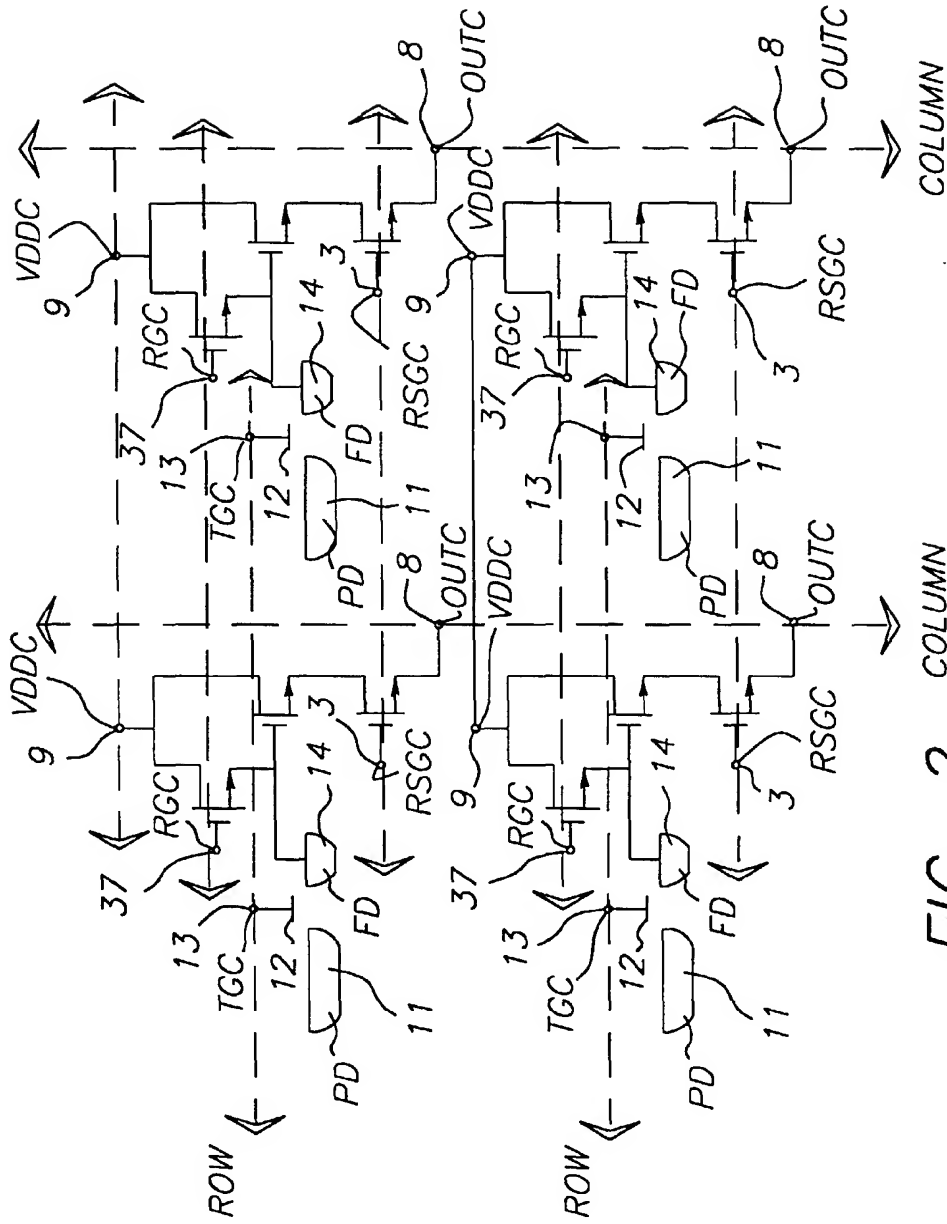 VDDC
9
37
RGC
13
TGC
12
14
FD
PD
11
3
RSGC
8
OUTC
ROW
VDDC
9
37
RGC
13
TGC
12
14
FD
PD
11
3
RSGC
8
OUTC
9
VDDC
37
RGC
13
TGC
12
14
FD
PD
11
3
RSGC
8
OUTC
ROW
9
VDDC
37
RGC
13
12
14
FD
PD
11
3
RSGC
8
OUTC
COLUMN
COLUMN
FIG. 2